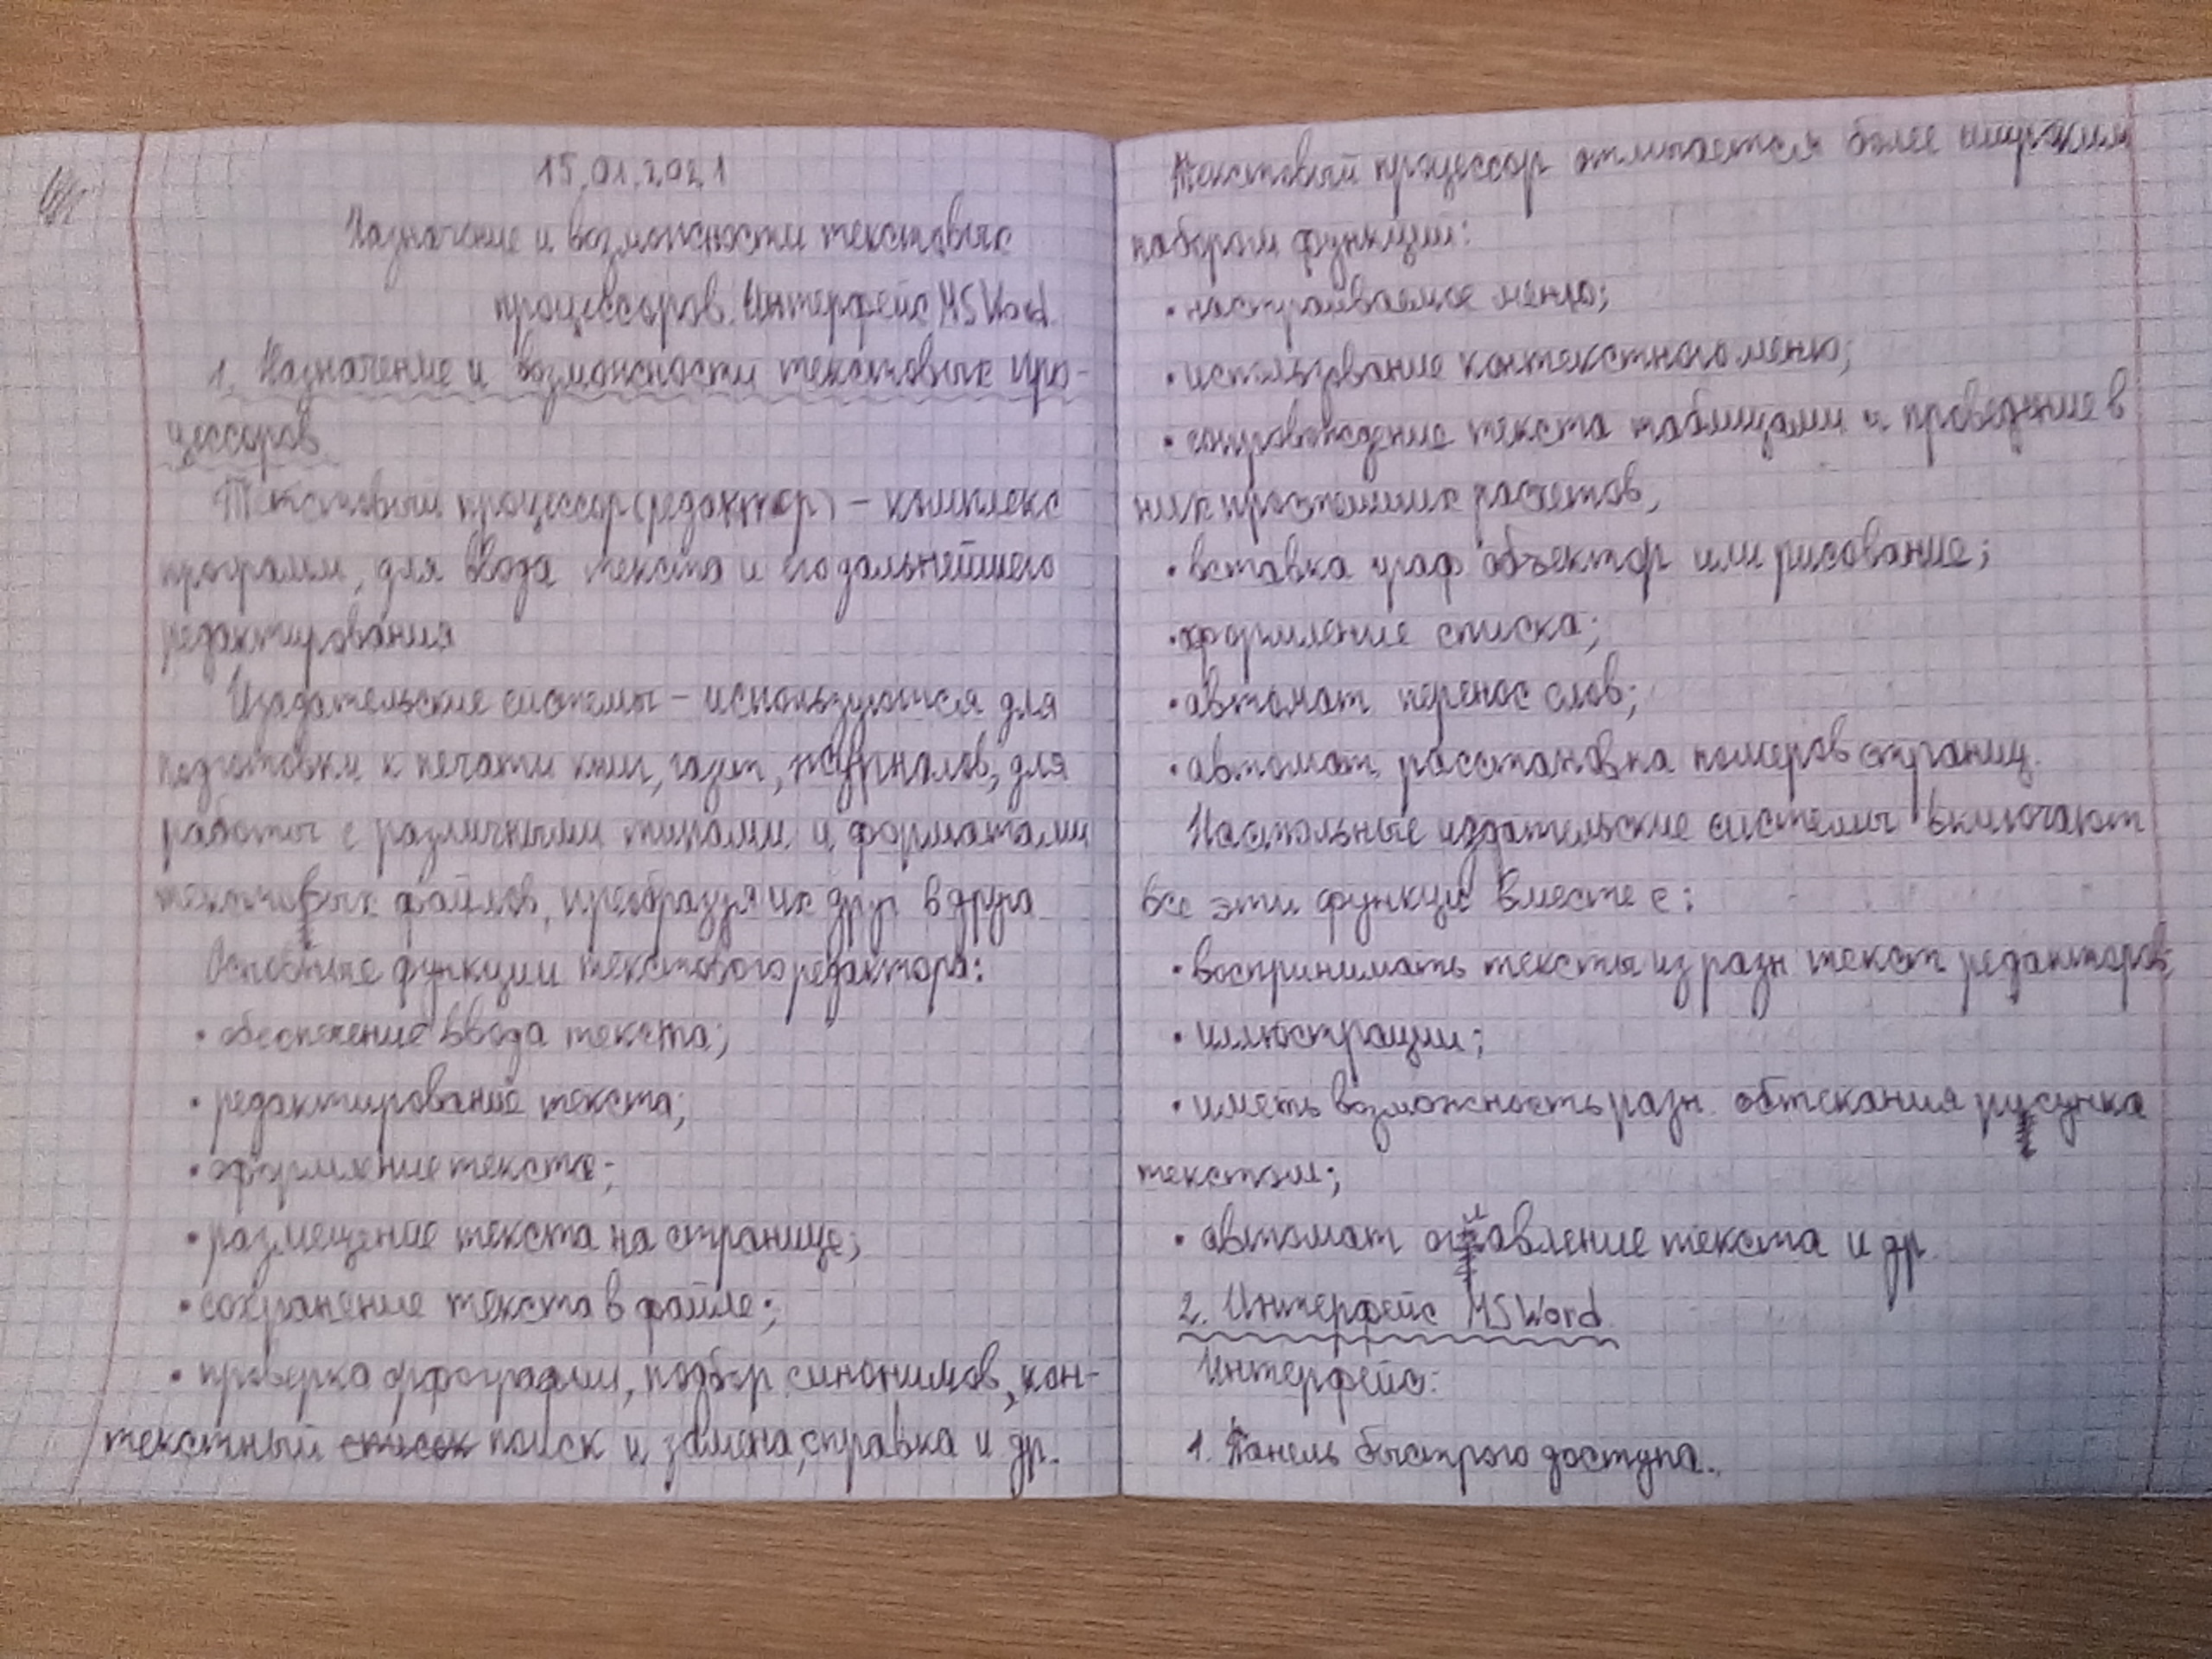 15.01.2021
Назначение и возможности текстовых
процессоров. Интерфейс MS Word.
1. Назначение и возможности текстовых про-
цессоров
Текстовый процессор (редактор) – комплекс
программ, для ввода текста и его дальнейшего
редактирования
Издательские системы – используются для
подготовки к печати книг, газет, журналов, для
работы с различными типами и форматами
текстовых файлов, преобразуя их друг в друга
Основные функции текстового редактора:
• обеспечение ввода текста;
• редактирование текста;
• оформление текста;
• размещение текста на странице;
• сохранение текста в файле;
• проверка орфографии, подбор синонимов, кон-
текстный список поиск и замена, справка и др.
Текстовый процессор отличается более широким
набором функций:
• настраиваемое меню;
• использование контекстного меню;
• сопровождение текста таблицами и проведение в
них простейших расчетов,
• вставка граф объектор или рисование;
• оформление списка;
• автомат перенос слов;
• автомат расстановка номеров страниц.
Настольные издательские системы включают
все эти функции вместе с:
• воспринимать тексты из разн текст редакторов;
• иллюстрации;
• иметь возможность разн. обтекания рисунка
текстом;
• автомат оглавление текста и др.
2. Интерфейс MS Word.
Интерфейс:
1. Панель быстрого доступа.